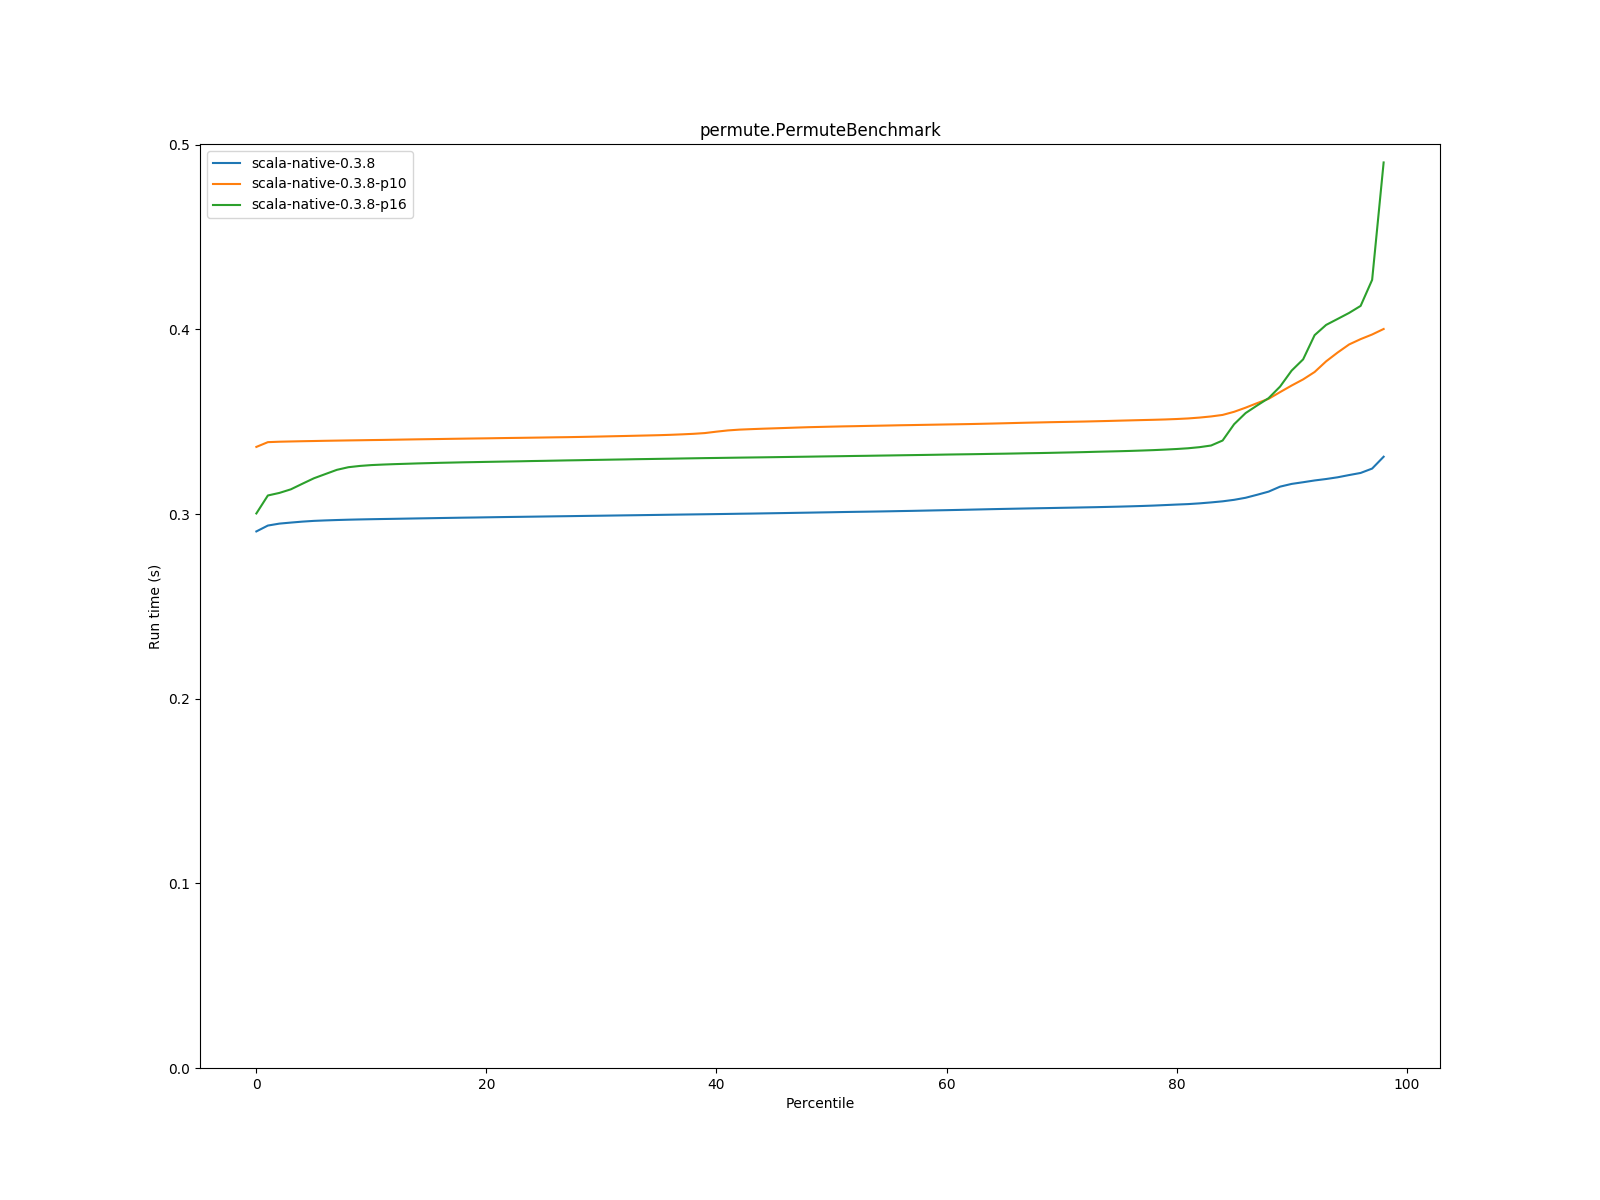 permute.PermuteBenchmark
scala-native-0.3.8
scala-native-0.3.8-p10
scala-native-0.3.8-p16
0.5
0.4
0.3
0.2
0.1
0.0
Run time (s)
0 20 40 60 80 100
Percentile